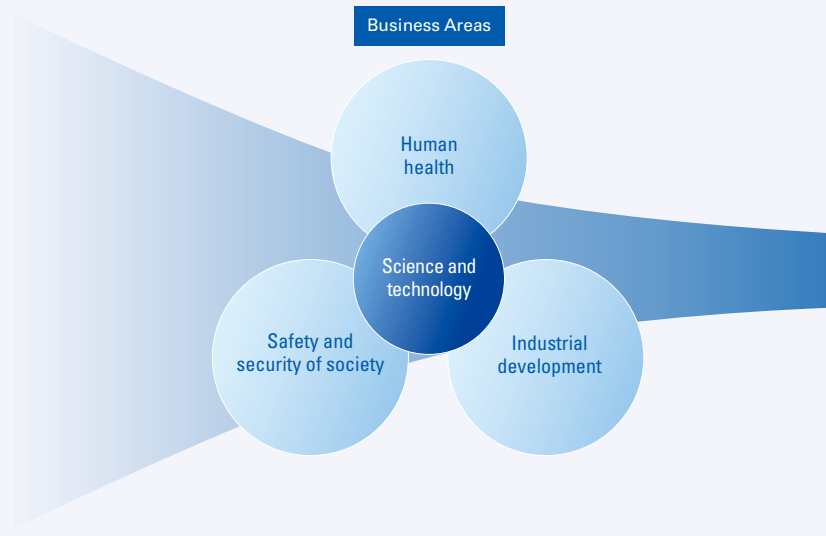 Business Areas
Human
health
Science and
technology
Safety and
security of society
Industrial
development